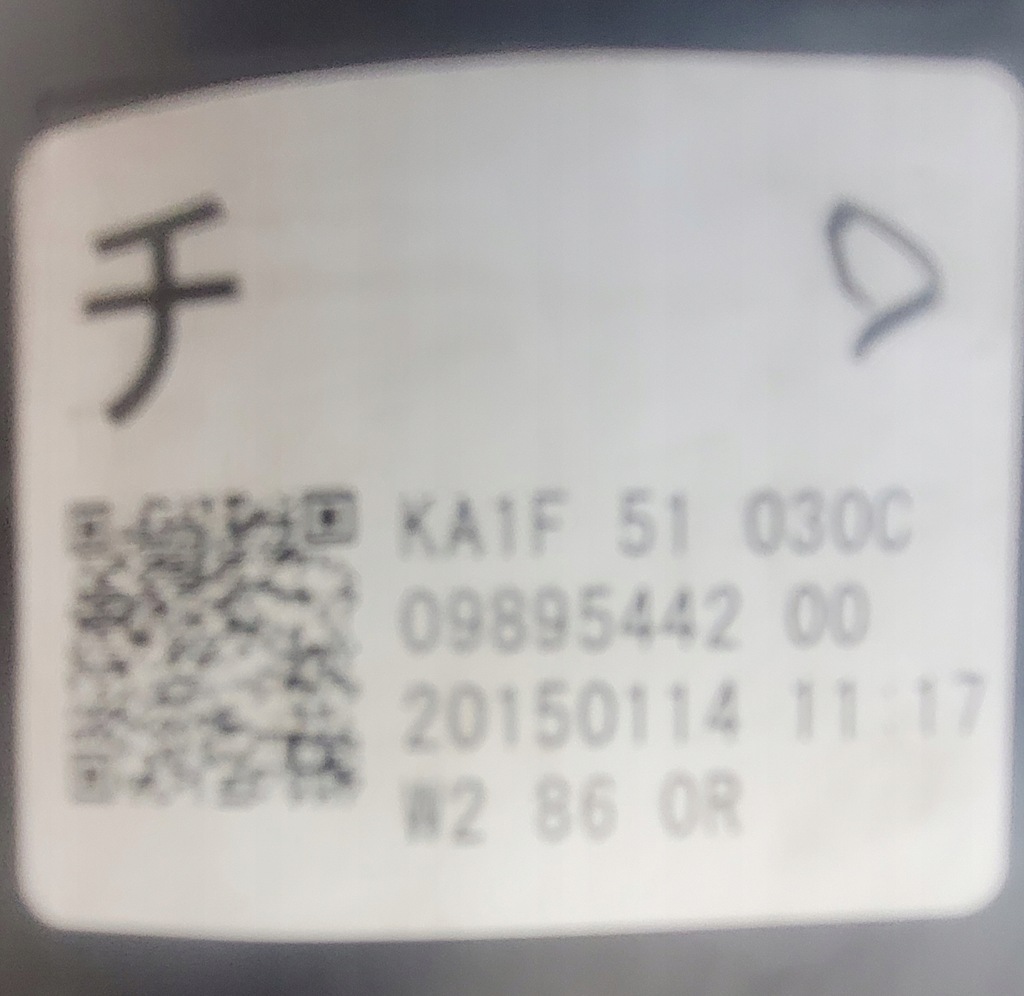 チ
KA1F 51 030C
09895442 00
20150114 11:17
W2 86 0R